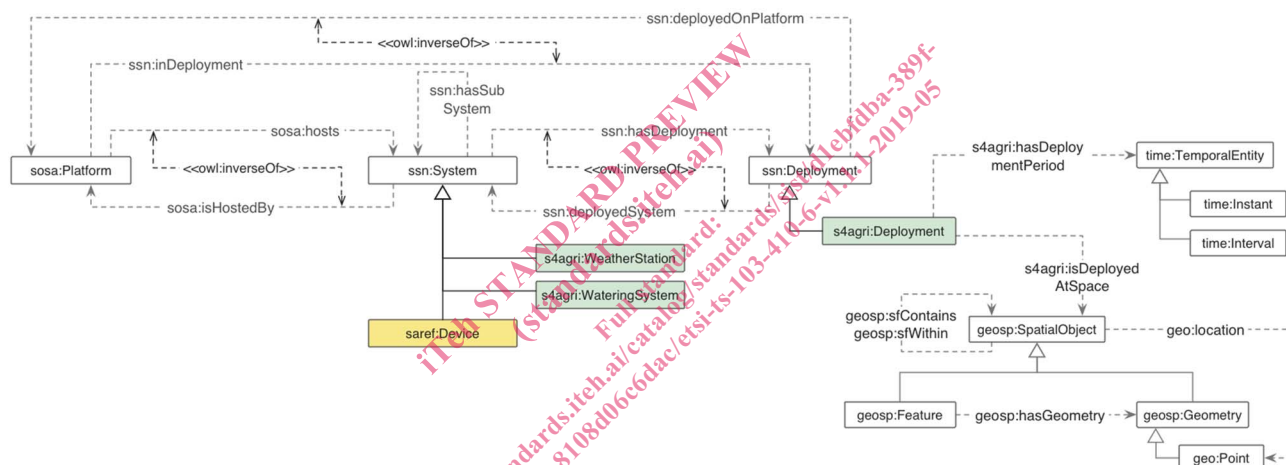 ssn:deployedOnPlatform
<<owl:inverseOf>>
ssn:inDeployment
ssn:hasSub
System
sosa:hosts
ssn:hasDeployment
<<owl:inverseOf>>
<<owl:inverseOf>>
s4agri:hasDeploy
mentPeriod
time:TemporalEntity
sosa:Platform
ssn:System
ssn:Deployment
time:Instant
sosa:isHostedBy
ssn:deployedSystem
s4agri:Deployment
time:Interval
s4agri:WeatherStation
s4agri:isDeployed
AtSpace
s4agri:WateringSystem
geosp:sfContains
geosp:sfWithin
saref:Device
geosp:SpatialObject
geo:location
geosp:Feature
geosp:hasGeometry
geosp:Geometry
geo:Point
iTeh STANDARD PREVIEW
(standards.iteh.ai)
Full standard: